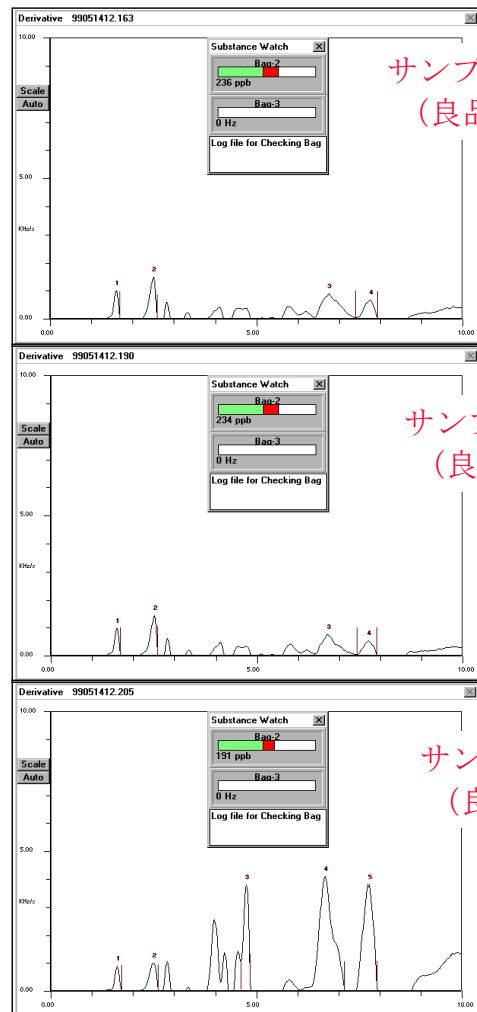 Derivative 99051412.163
10.00
Substance Watch
Bag-2
236 ppb
Bag-3
0 Hz
Log file for Checking Bag
サンプ
(良品
Scale
Auto
5.00
KHz/s
1
2
3
4
0.00
0.00
5.00
10.00
Derivative 99051412.190
10.00
Substance Watch
Bag-2
234 ppb
Bag-3
0 Hz
Log file for Checking Bag
サンプ
(良
Scale
Auto
5.00
KHz/s
1
2
3
4
0.00
0.00
5.00
10.00
Derivative 99051412.205
10.00
Substance Watch
Bag-2
191 ppb
Bag-3
0 Hz
Log file for Checking Bag
サン
(良
Scale
Auto
5.00
KHz/s
1
2
3
4
5
0.00
0.00
5.00
10.00